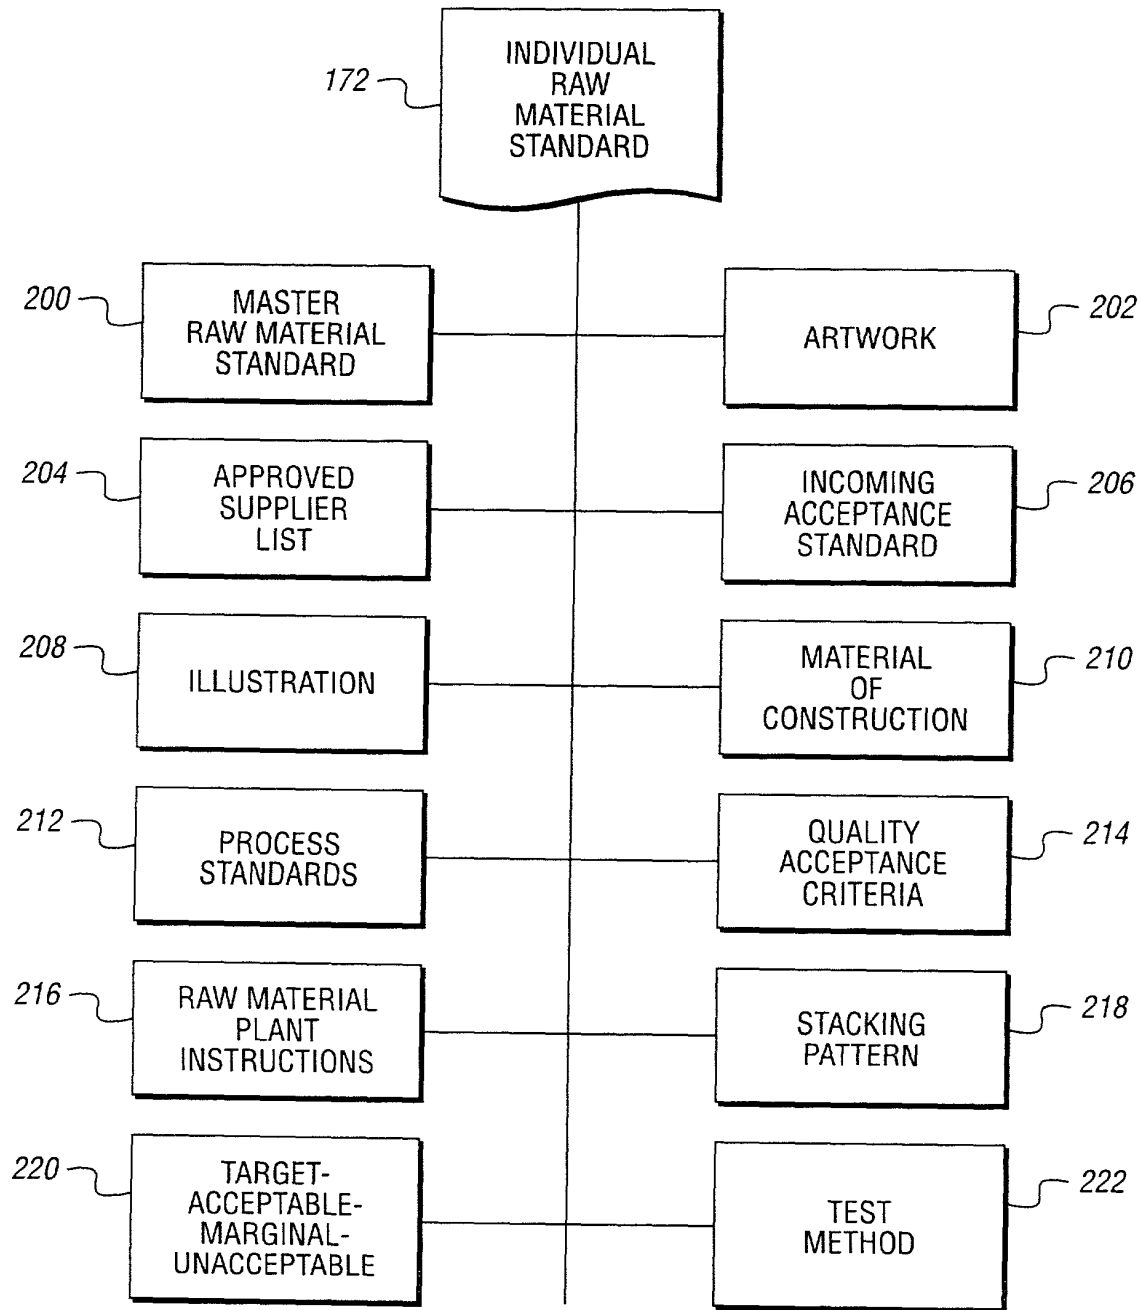 172
INDIVIDUAL
RAW
MATERIAL
STANDARD
200
MASTER
RAW MATERIAL
STANDARD
ARTWORK
202
204
APPROVED
SUPPLIER
LIST
INCOMING
ACCEPTANCE
STANDARD
206
208
ILLUSTRATION
MATERIAL
OF
CONSTRUCTION
210
212
PROCESS
STANDARDS
QUALITY
ACCEPTANCE
CRITERIA
214
216
RAW MATERIAL
PLANT
INSTRUCTIONS
STACKING
PATTERN
218
220
TARGET-
ACCEPTABLE-
MARGINAL-
UNACCEPTABLE
TEST
METHOD
222